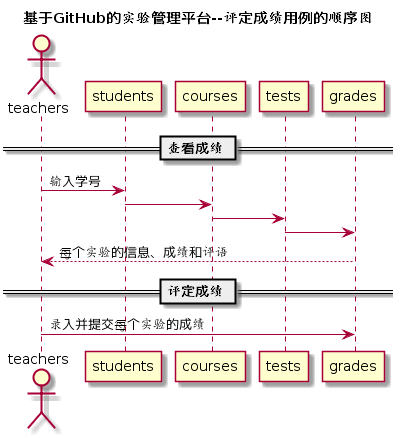 基于GitHub的实验管理平台--评定成绩用例的顺序图
teachers
students
courses
tests
grades
查看成绩
输入学号
每个实验的信息、成绩和评语
评定成绩
录入并提交每个实验的成绩
teachers
students
courses
tests
grades